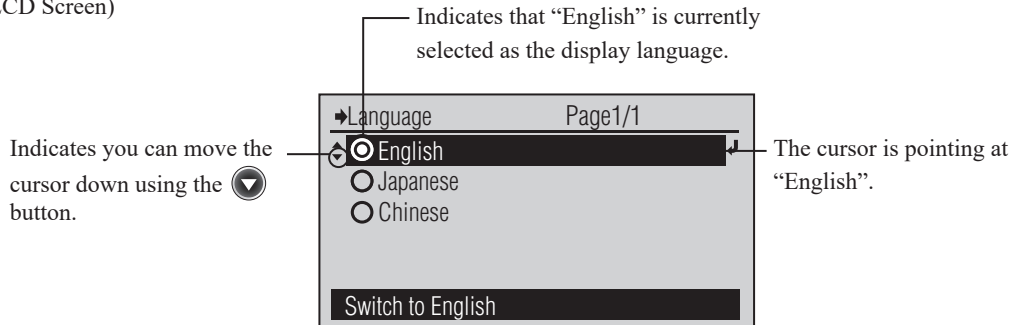 CD Screen)
Indicates that “English” is currently
selected as the display language.
Language Page1/1
English
Japanese
Chinese
Switch to English
Indicates you can move the
cursor down using the
button.
The cursor is pointing at
“English”.